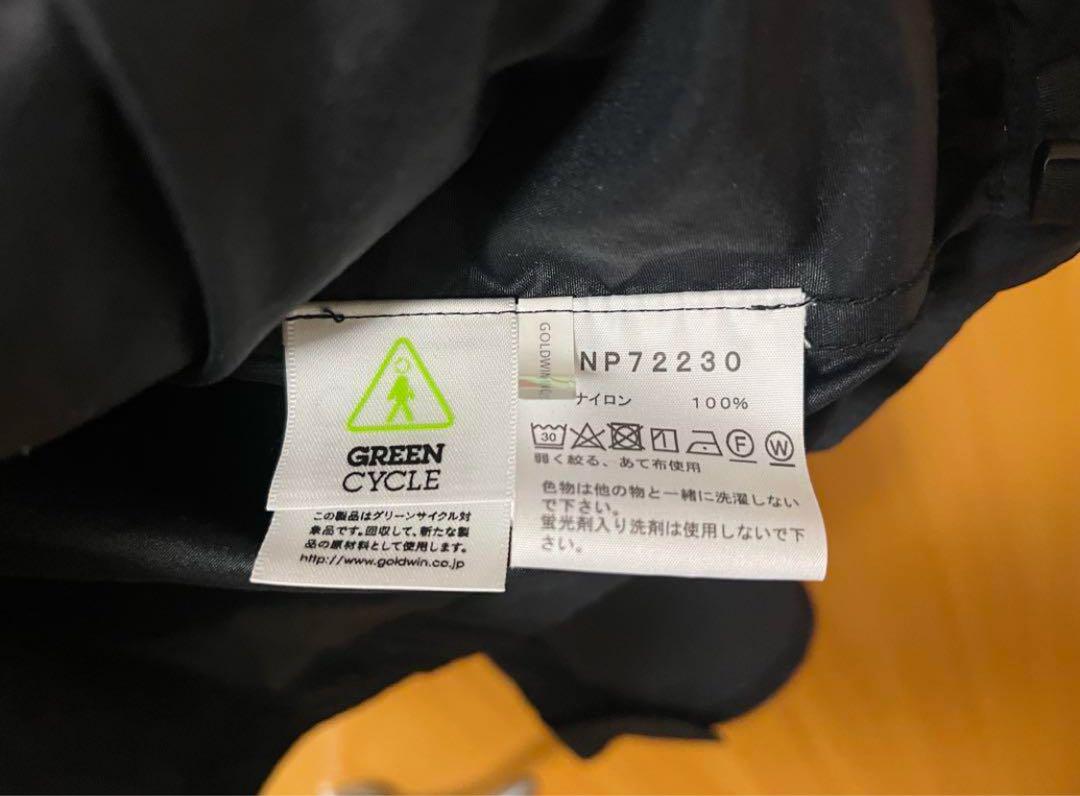 GREEN
CYCLE
この製品はグリーンサイクル対
象品です。回収して、新たな製
品の原材料として使用します。
http://www.goldwin.co.jp
GOLDWIN
NP72230
ナイロン 100%
30
F
W
弱く絞る、あて布使用
色物は他の物と一緒に洗濯しない
で下さい。
蛍光剤入り洗剤は使用しないで下
さい。